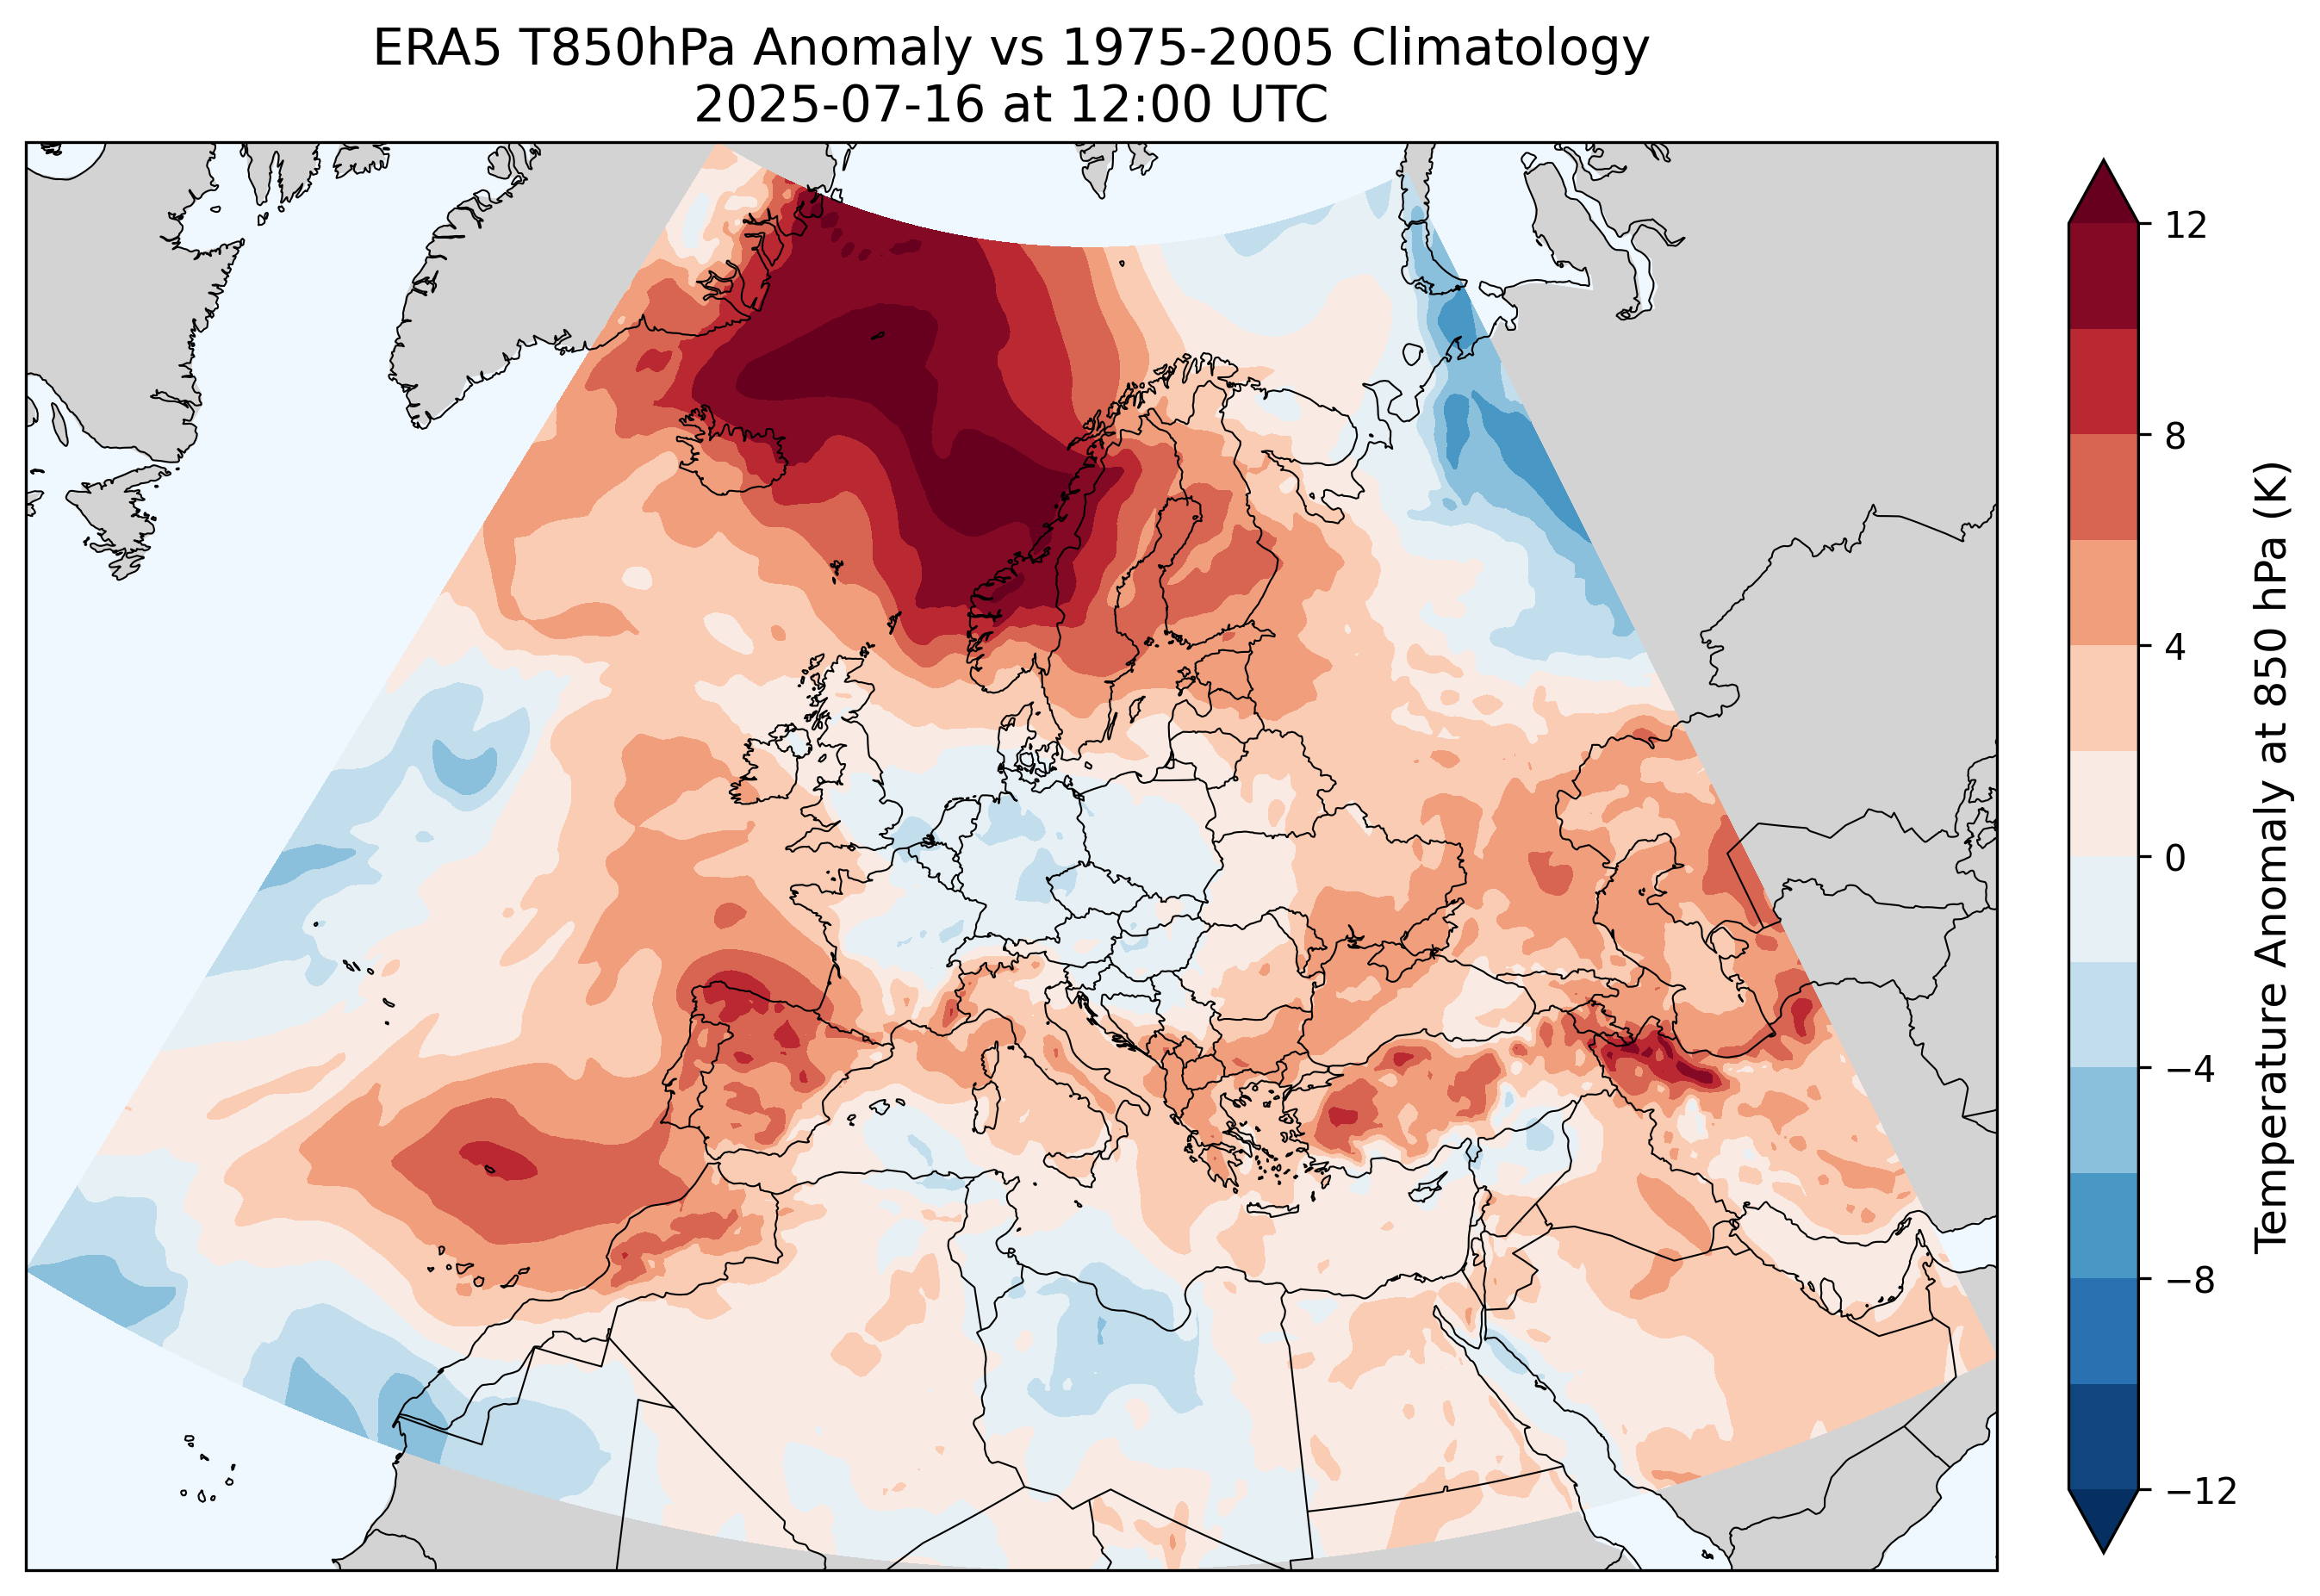 ERA5 T850hPa Anomaly vs 1975-2005 Climatology
2025-07-16 at 12:00 UTC
12
8
4
0
−4
−8
−12
Temperature Anomaly at 850 hPa (K)